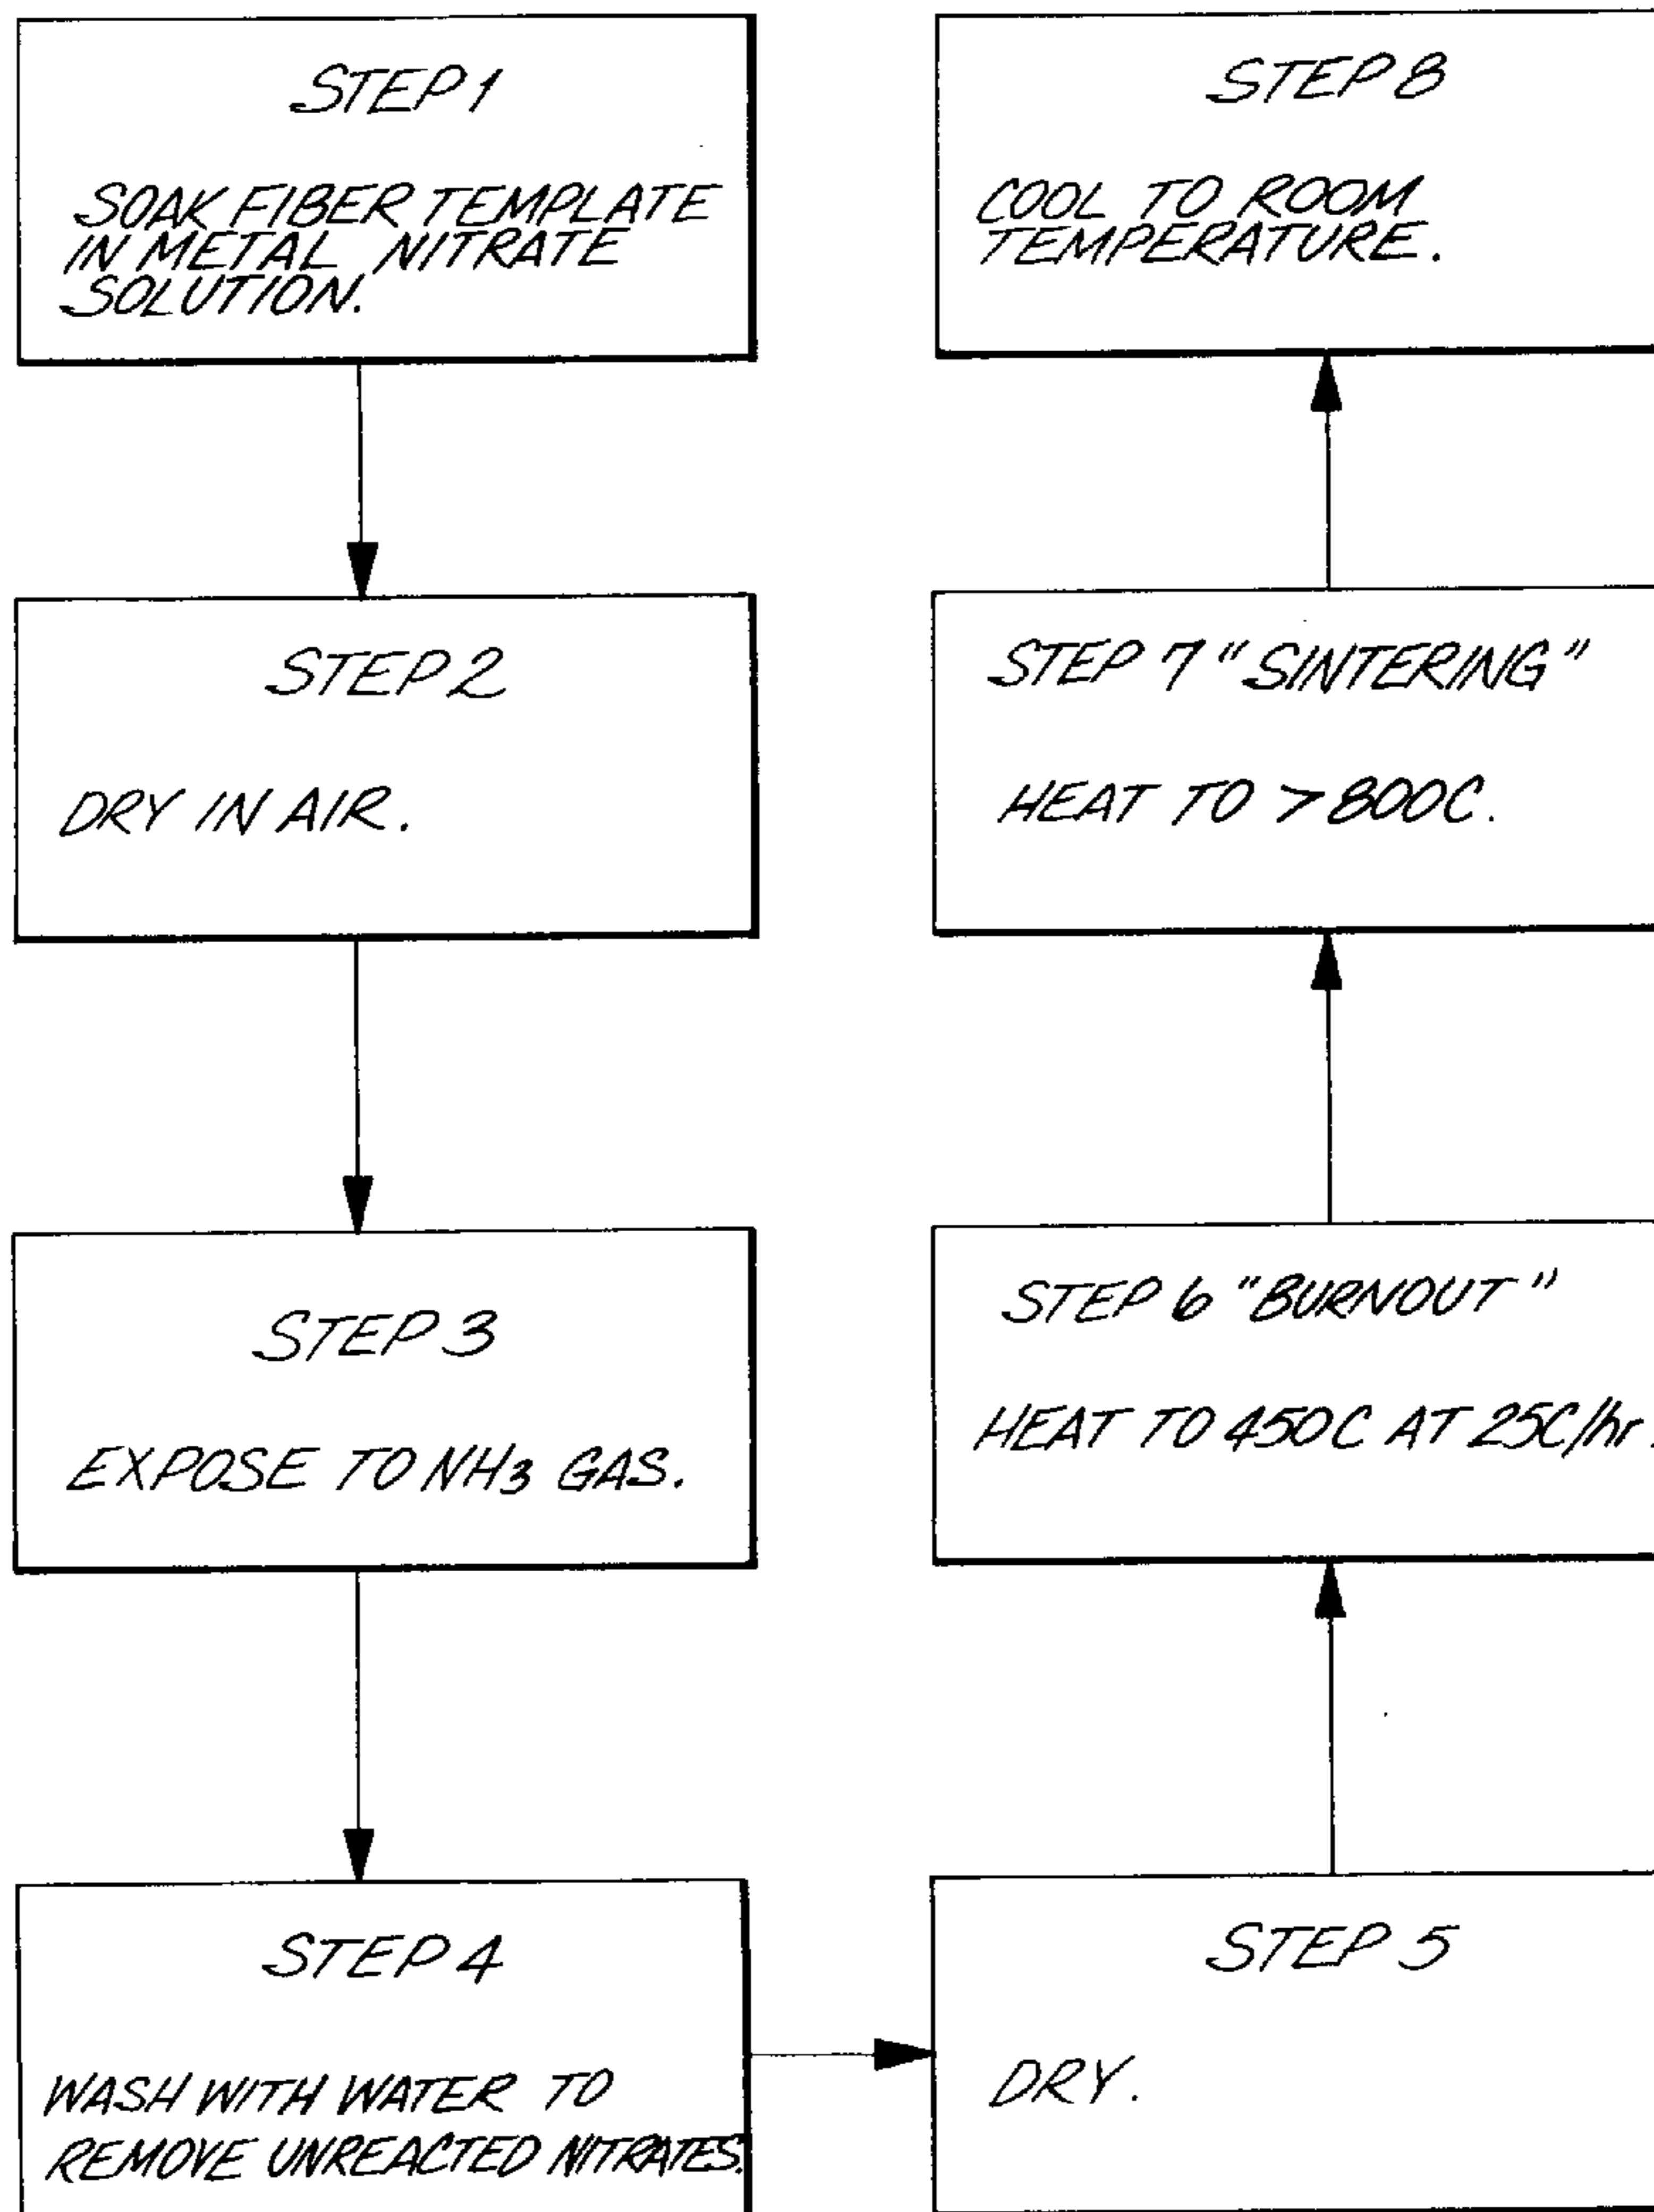 STEP 1
SOAK FIBER TEMPLATE
IN METAL NITRATE
SOLUTION.
STEP 2
DRY IN AIR.
STEP 3
EXPOSE TO NH3 GAS.
STEP 4
WASH WITH WATER TO
REMOVE UNREACTED NITRATES.
STEP 5
DRY.
STEP 6 "BURNOUT"
HEAT TO 450C AT 25C/hr.
STEP 7 "SINTERING"
HEAT TO >800C.
STEP 8
COOL TO ROOM
TEMPERATURE.